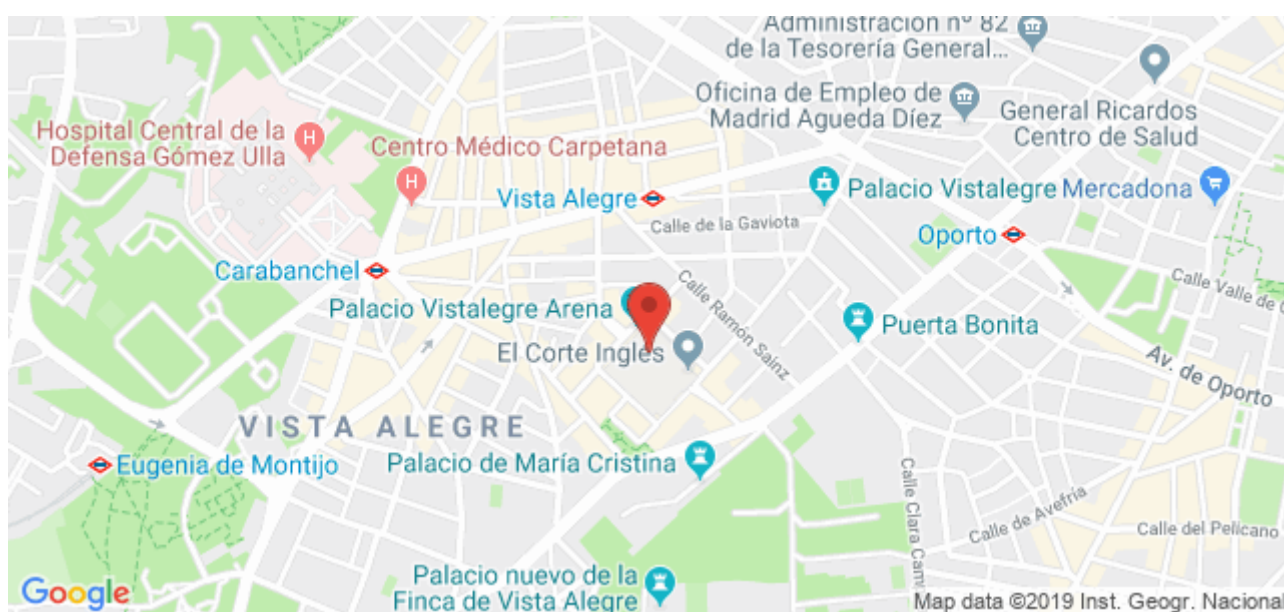 Administración nº 82
de la Tesorería General...
Oficina de Empleo de
Madrid Agueda Díez
General Ricardos
Centro de Salud
Hospital Central de la
Defensa Gómez Ulla
H
Centro Médico Carpetana
H
Vista Alegre
Palacio Vistalegre
Mercadona
Calle de la Gaviota
Oporto
Carabanchel
Calle Valle de
Calle Ramón Sainz
Palacio Vistalegre Arena
Puerta Bonita
El Corte Inglés
Av. de Oporto
VISTA ALEGRE
Eugenia de Montijo
Palacio de María Cristina
Calle Clara Cam
Calle de Avefría
Calle del Pelicano
Palacio nuevo de la
Finca de Vista Alegre
Google
Map data ©2019 Inst. Geogr. Naciona